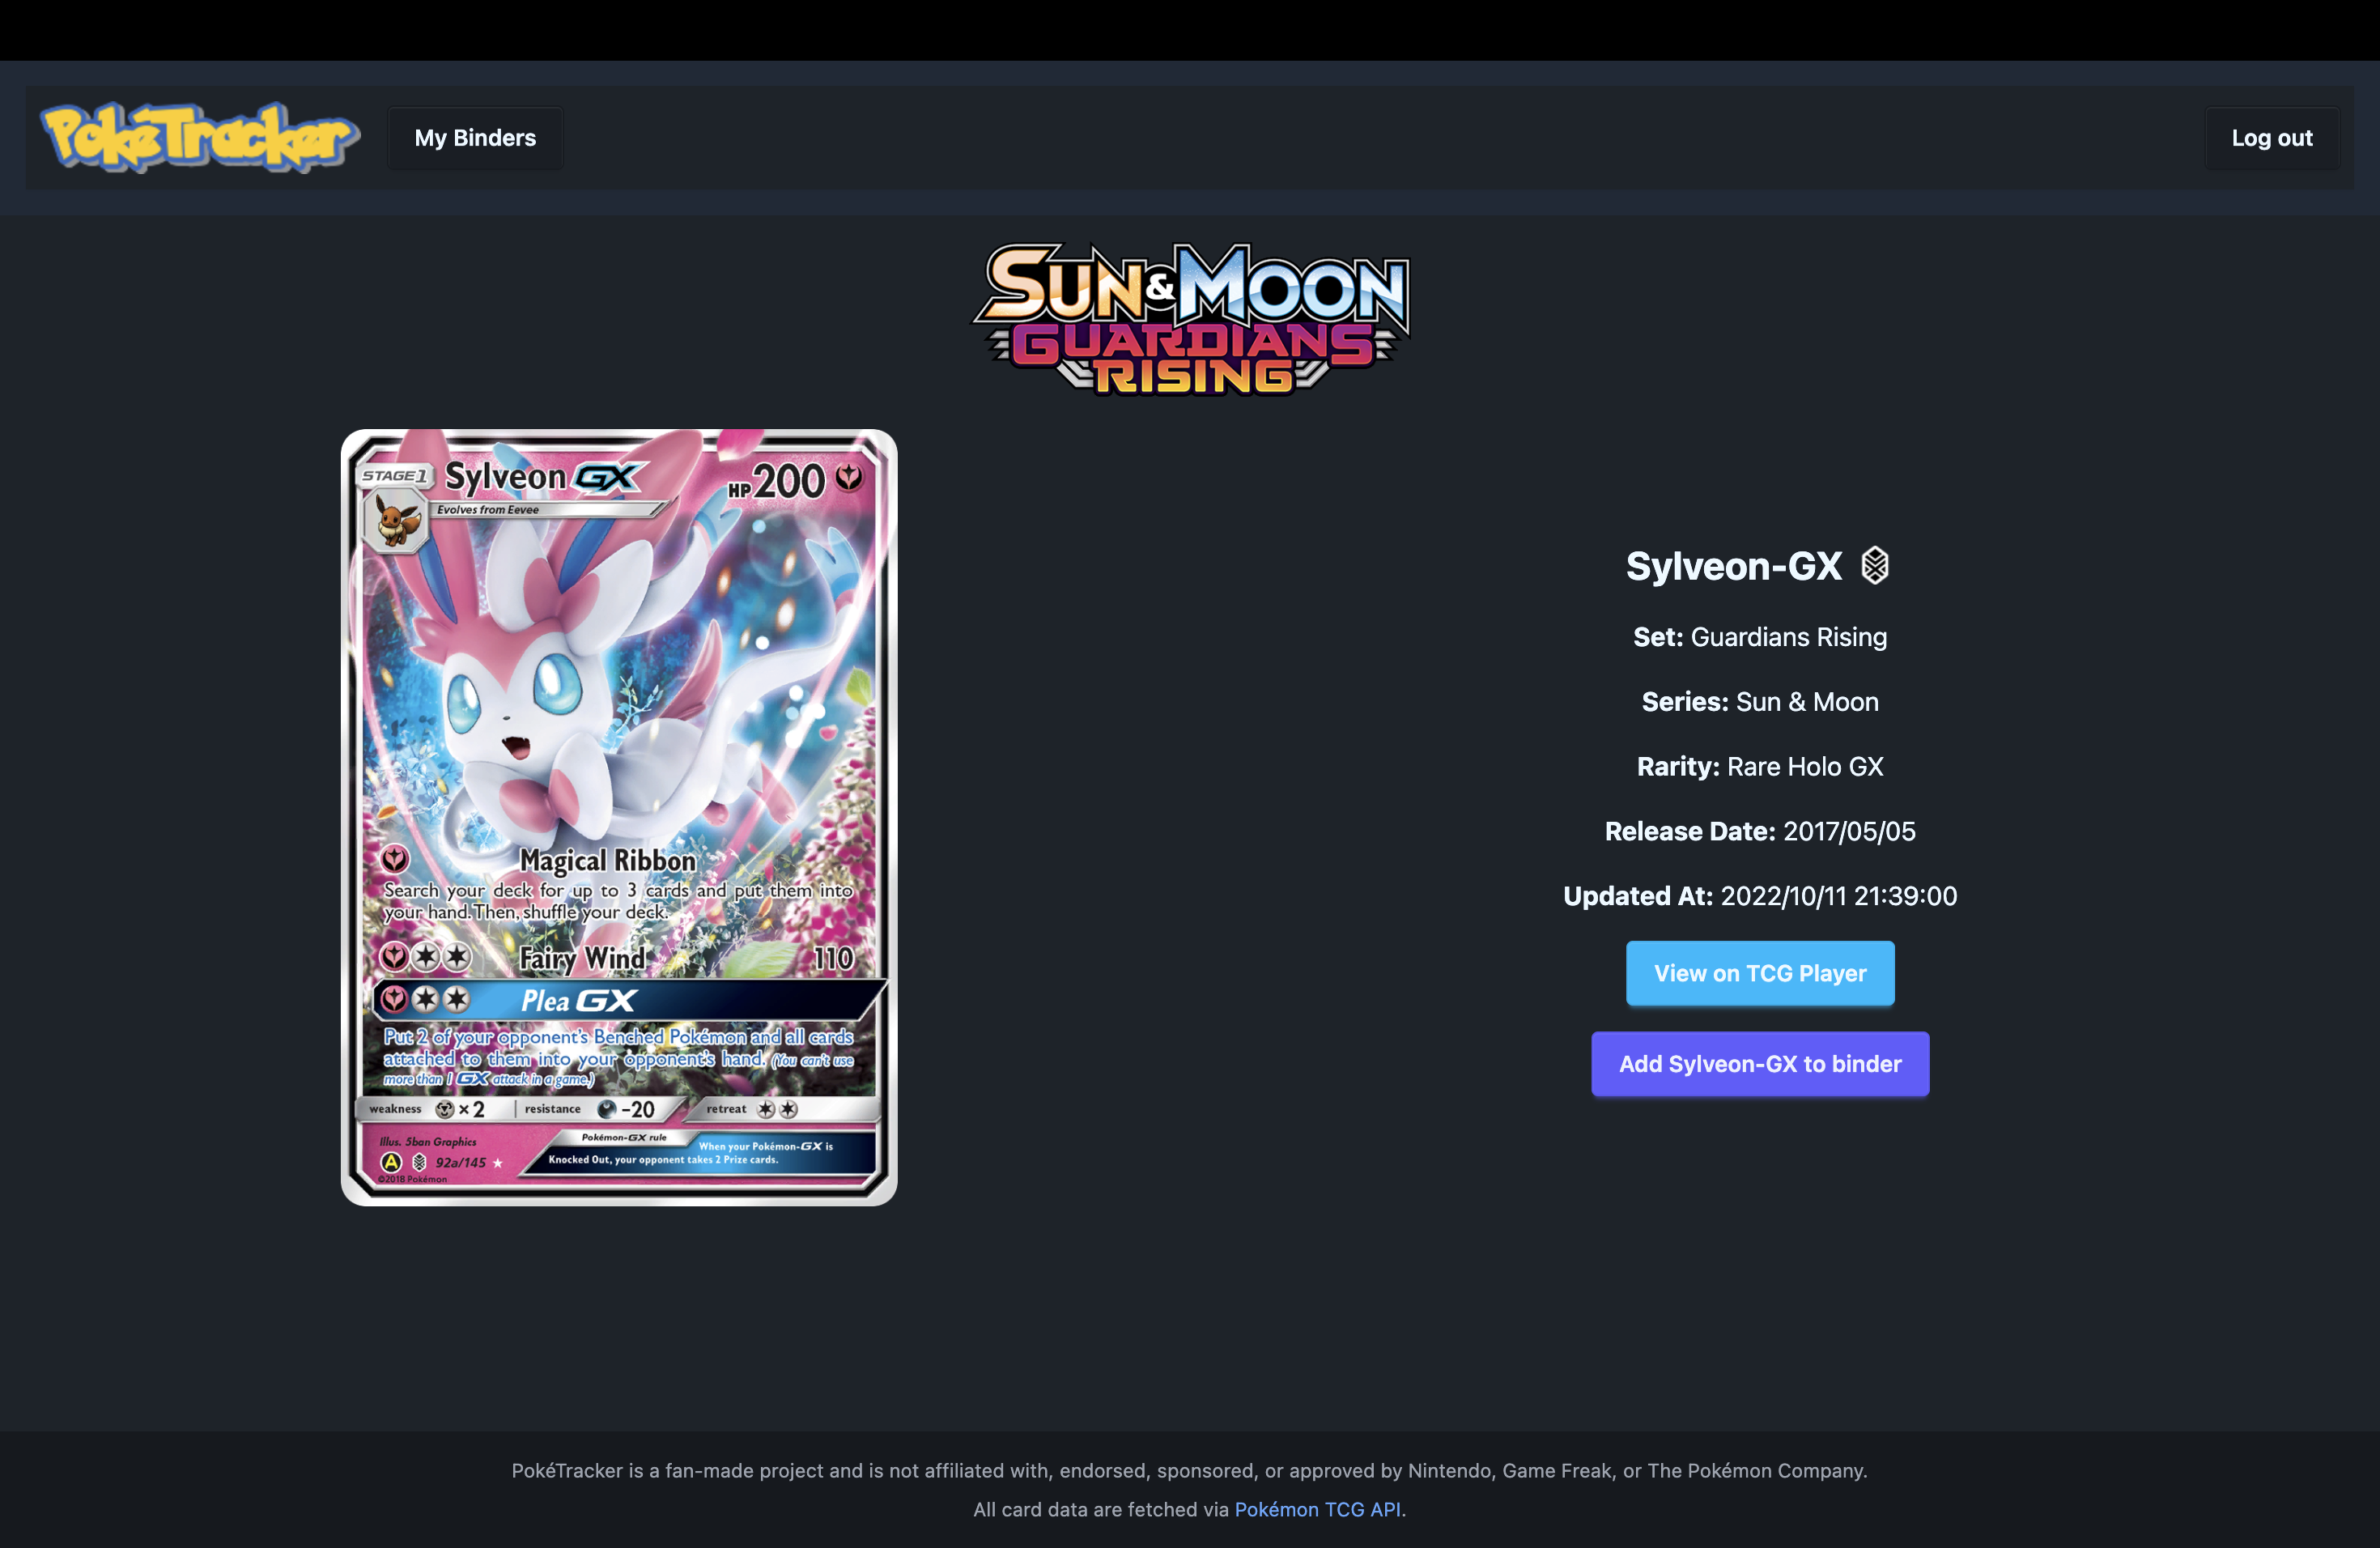 PokéTracker
My Binders
Log out
SUN & MOON
GUARDIANS
RISING
STAGE 1
Sylveon GX
HP 200
Evolves from Eevee
Magical Ribbon
Search your deck for up to 3 cards and put them into
your hand. Then, shuffle your deck.
Fairy Wind 110
Plea GX
Put 2 of your opponent's Benched Pokémon and all cards
attached to them into your opponent's hand. (You can't use
more than 1 GX attack in a game.)
weakness ×2 resistance -20 retreat
Illus. 5ban Graphics
A 92a/145
©2018 Pokémon
Pokémon-GX rule
When your Pokémon-GX is
Knocked Out, your opponent takes 2 Prize cards.
Sylveon-GX
Set: Guardians Rising
Series: Sun & Moon
Rarity: Rare Holo GX
Release Date: 2017/05/05
Updated At: 2022/10/11 21:39:00
View on TCG Player
Add Sylveon-GX to binder
PokéTracker is a fan-made project and is not affiliated with, endorsed, sponsored, or approved by Nintendo, Game Freak, or The Pokémon Company.
All card data are fetched via Pokémon TCG API.